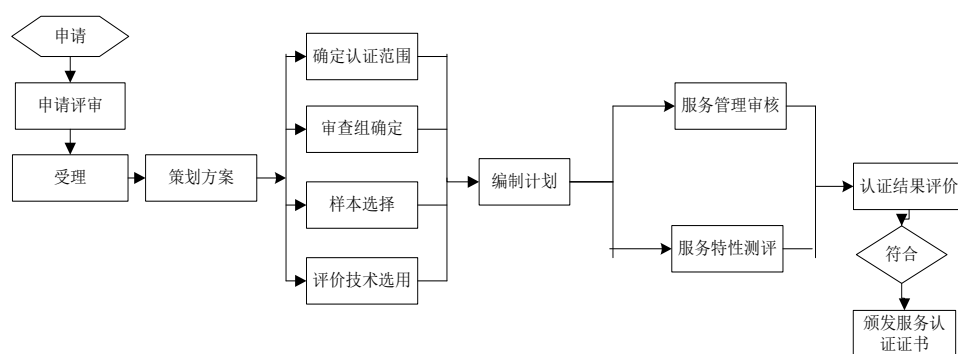 申请
申请评审
受理
策划方案
确定认证范围
审查组确定
样本选择
评价技术选用
编制计划
服务管理审核
服务特性测评
认证结果评价
符合
颁发服务认
证证书